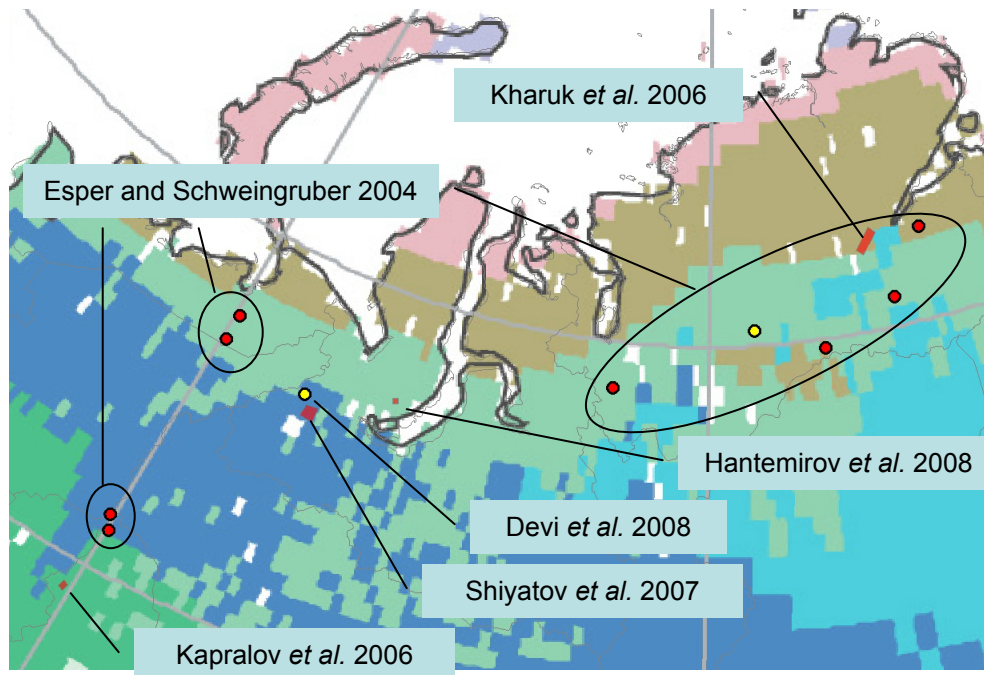 Kharuk et al. 2006
Esper and Schweingruber 2004
Hantemirov et al. 2008
Devi et al. 2008
Shiyatov et al. 2007
Kapralov et al. 2006